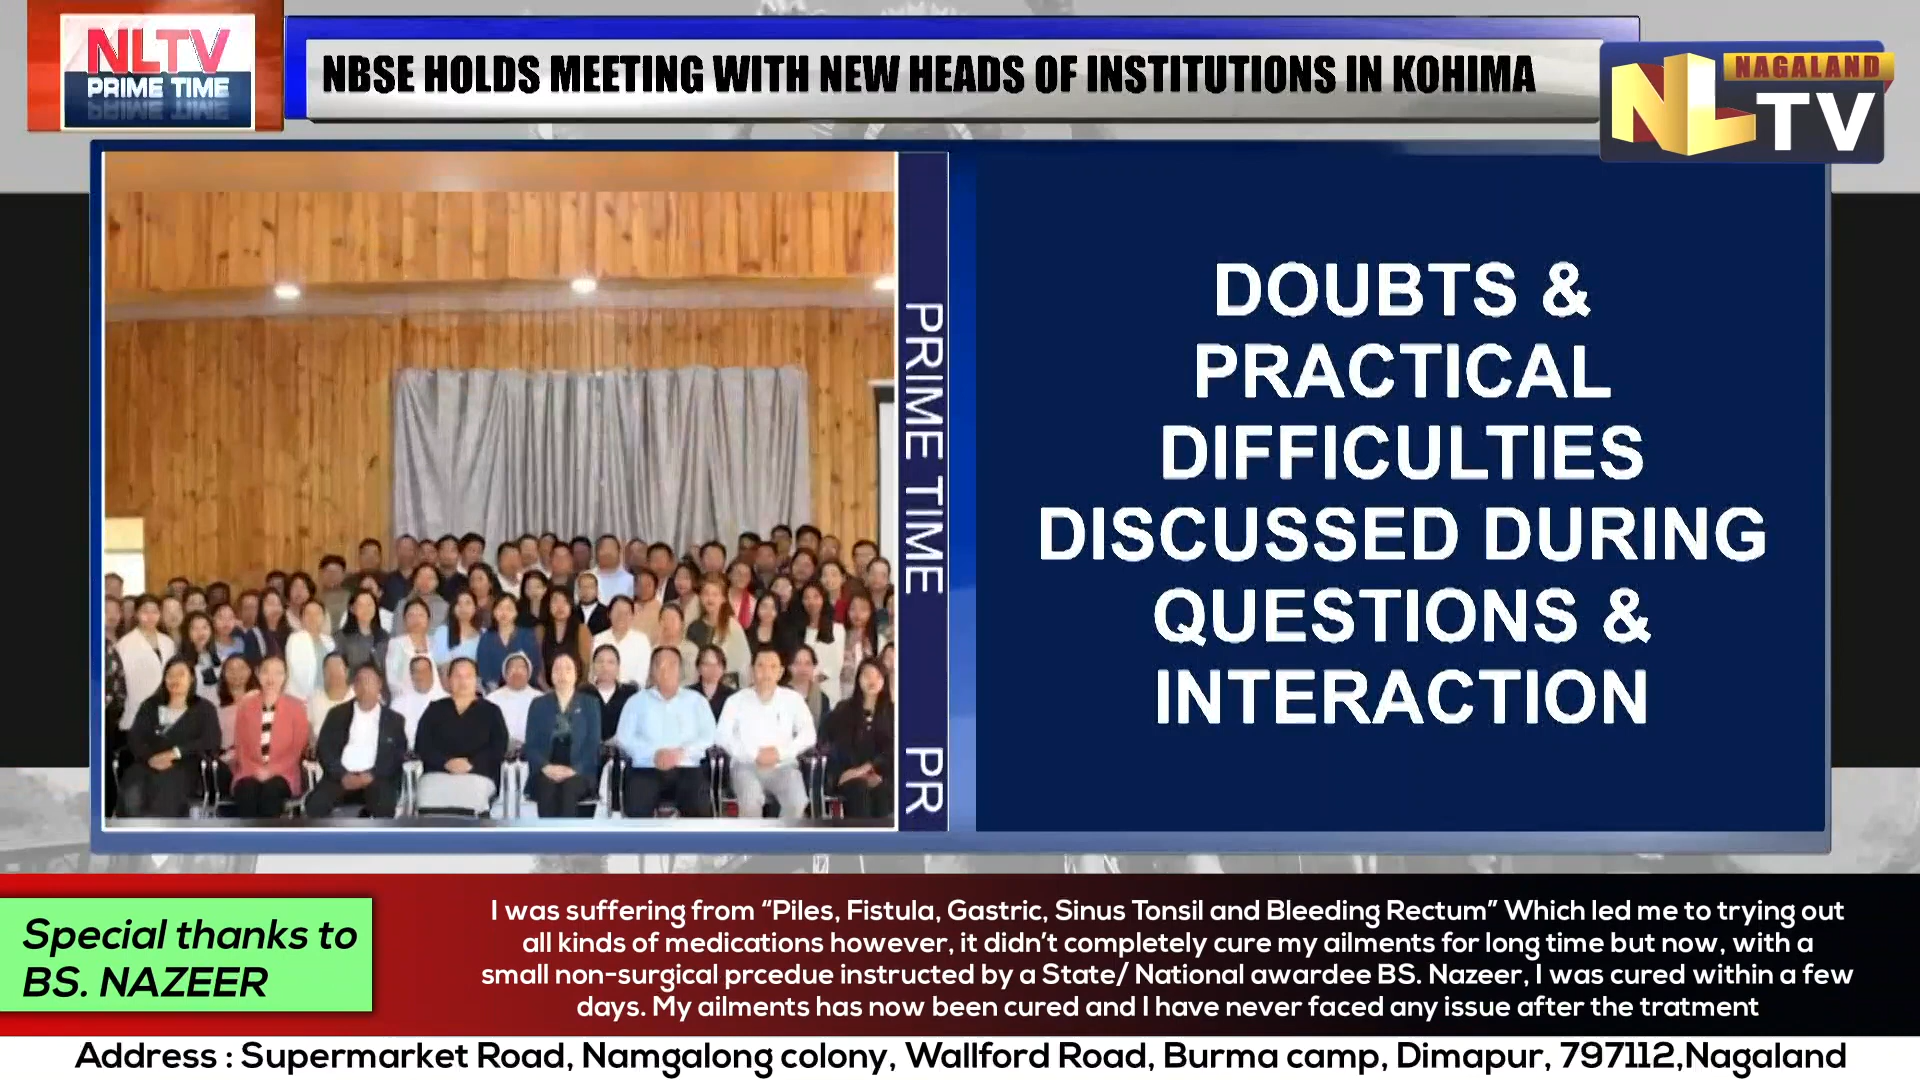 NLTV
PRIME TIME
NBSE HOLDS MEETING WITH NEW HEADS OF INSTITUTIONS IN KOHIMA
NAGALAND
NLTV
PRIME TIME
PR
DOUBTS &
PRACTICAL
DIFFICULTIES
DISCUSSED DURING
QUESTIONS &
INTERACTION
Special thanks to
BS. NAZEER
I was suffering from “Piles, Fistula, Gastric, Sinus Tonsil and Bleeding Rectum” Which led me to trying out
all kinds of medications however, it didn’t completely cure my ailments for long time but now, with a
small non-surgical prcedue instructed by a State/ National awardee BS. Nazeer, I was cured within a few
days. My ailments has now been cured and I have never faced any issue after the tratment
Address : Supermarket Road, Namgalong colony, Wallford Road, Burma camp, Dimapur, 797112,Nagaland